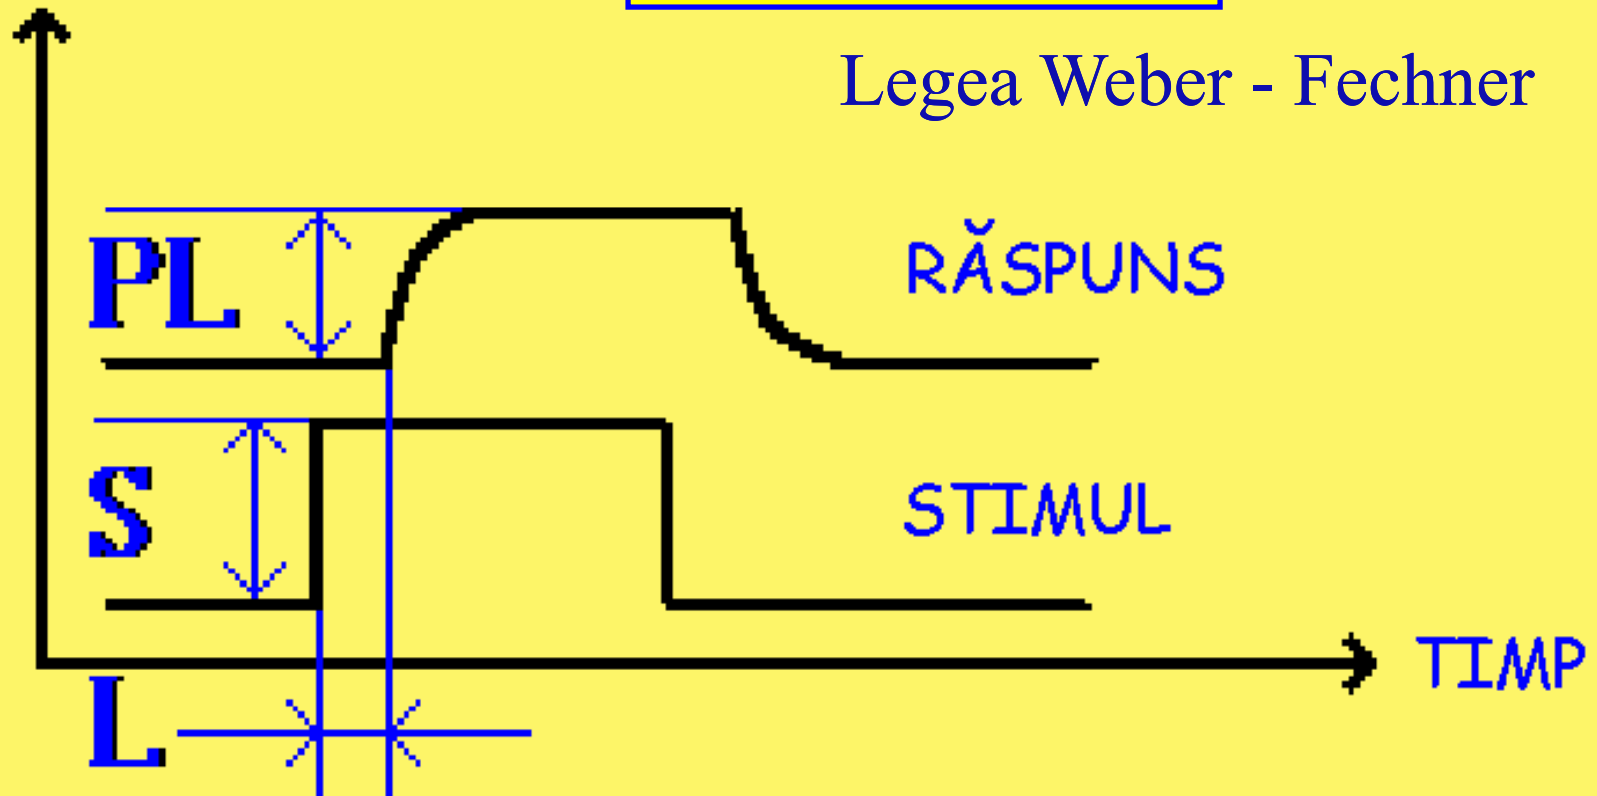 Legea Weber - Fechner
PL
RĂSPUNS
S
STIMUL
TIMP
L